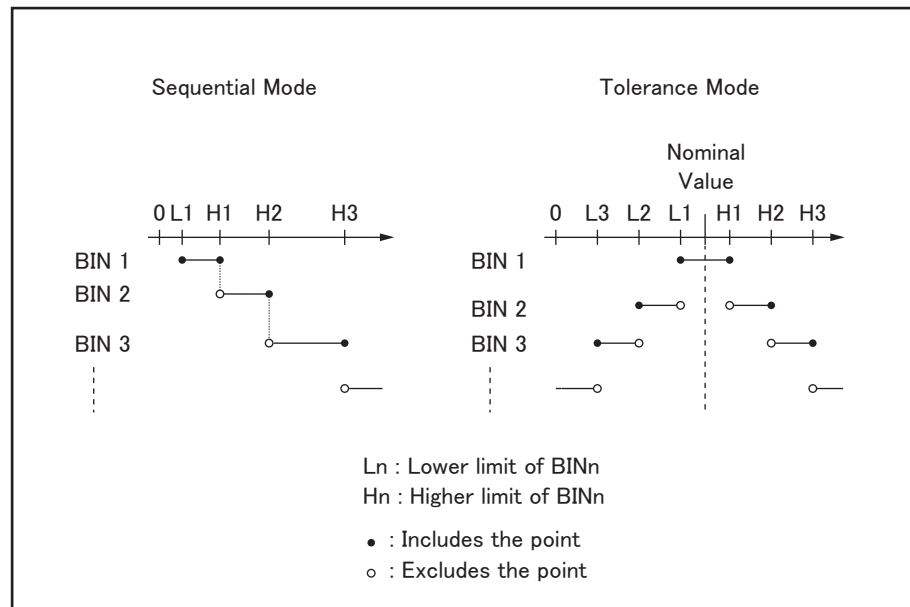 Sequential Mode
Tolerance Mode
Nominal
Value
0 L1 H1 H2 H3
0 L3 L2 L1 H1 H2 H3
BIN 1
BIN 2
BIN 3
BIN 1
BIN 2
BIN 3
Ln : Lower limit of BINn
Hn : Higher limit of BINn
: Includes the point
: Excludes the point